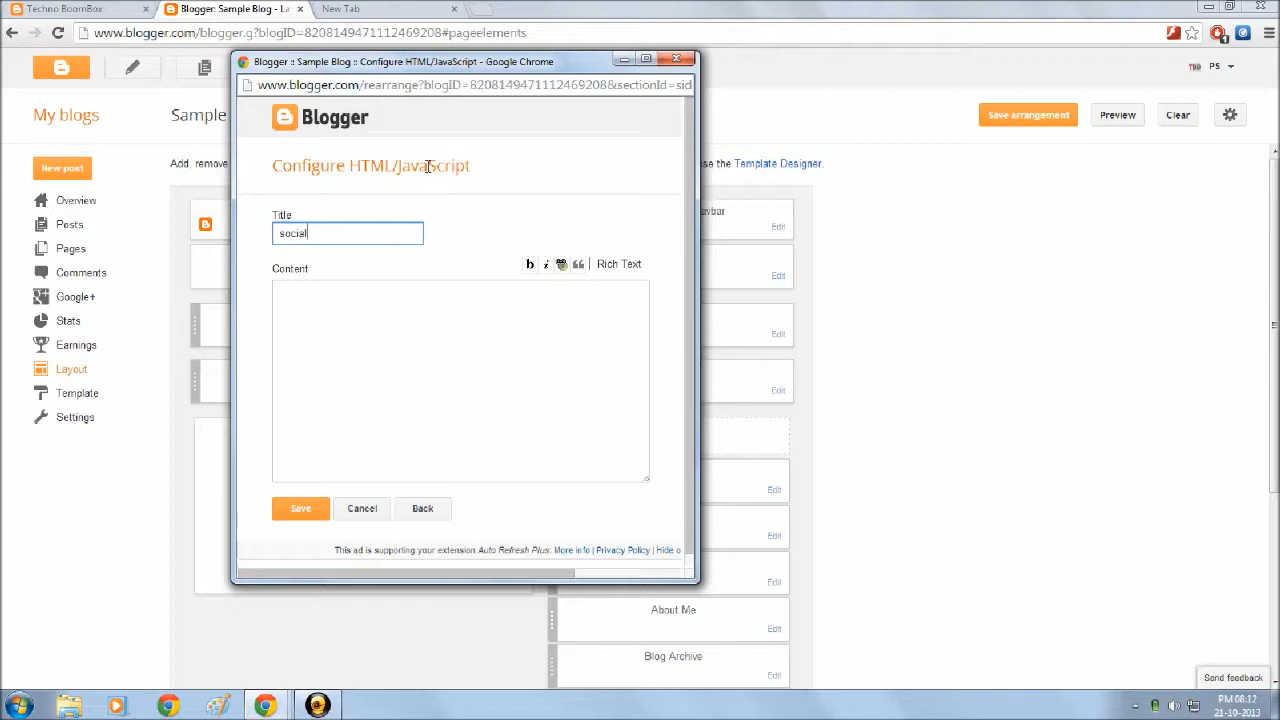 Techno BoomBox
Blogger: Sample Blog - La
New Tab
www.blogger.com/blogger.g?blogID=8208149471112469208#pageelements
Blogger :: Sample Blog :: Configure HTML/JavaScript - Google Chrome
www.blogger.com/rearrange?blogID=8208149471112469208&sectionId=sid
PS
My blogs
Sample
Save arrangement
Preview
Clear
Blogger
Configure HTML/JavaScript
Add, remove
se the Template Designer.
New post
Overview
Posts
Pages
Comments
Google+
Stats
Earnings
Layout
Template
Settings
Title
social
Content
b i
Rich Text
Save
Cancel
Back
This ad is supporting your extension Auto Refresh Plus: More info | Privacy Policy | Hide o
vbar
Edit
Edit
Edit
Edit
Edit
Edit
Edit
About Me
Edit
Blog Archive
Edit
Send feedback
PM 08:12
21-10-2013